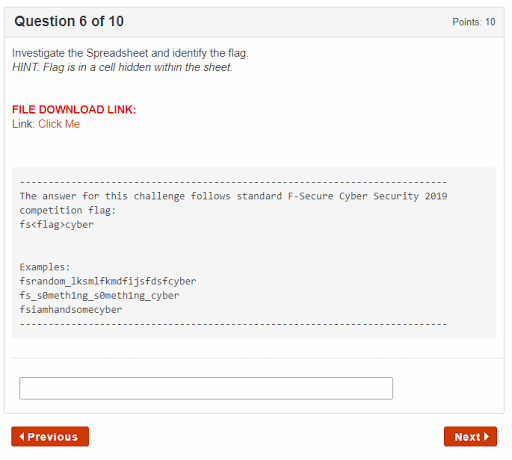 Question 6 of 10
Points: 10
Investigate the Spreadsheet and identify the flag.
HINT: Flag is in a cell hidden within the sheet.
FILE DOWNLOAD LINK:
Link: Click Me
------------------------------------------------------------------------
The answer for this challenge follows standard F-Secure Cyber Security 2019
competition flag:
fs<flag>cyber
Examples:
fsrandom_lksmlfkmdfijsfdsfcyber
fs_s0meth1ng_s0meth1ng_cyber
fsiamhandsomecyber
------------------------------------------------------------------------
Previous
Next